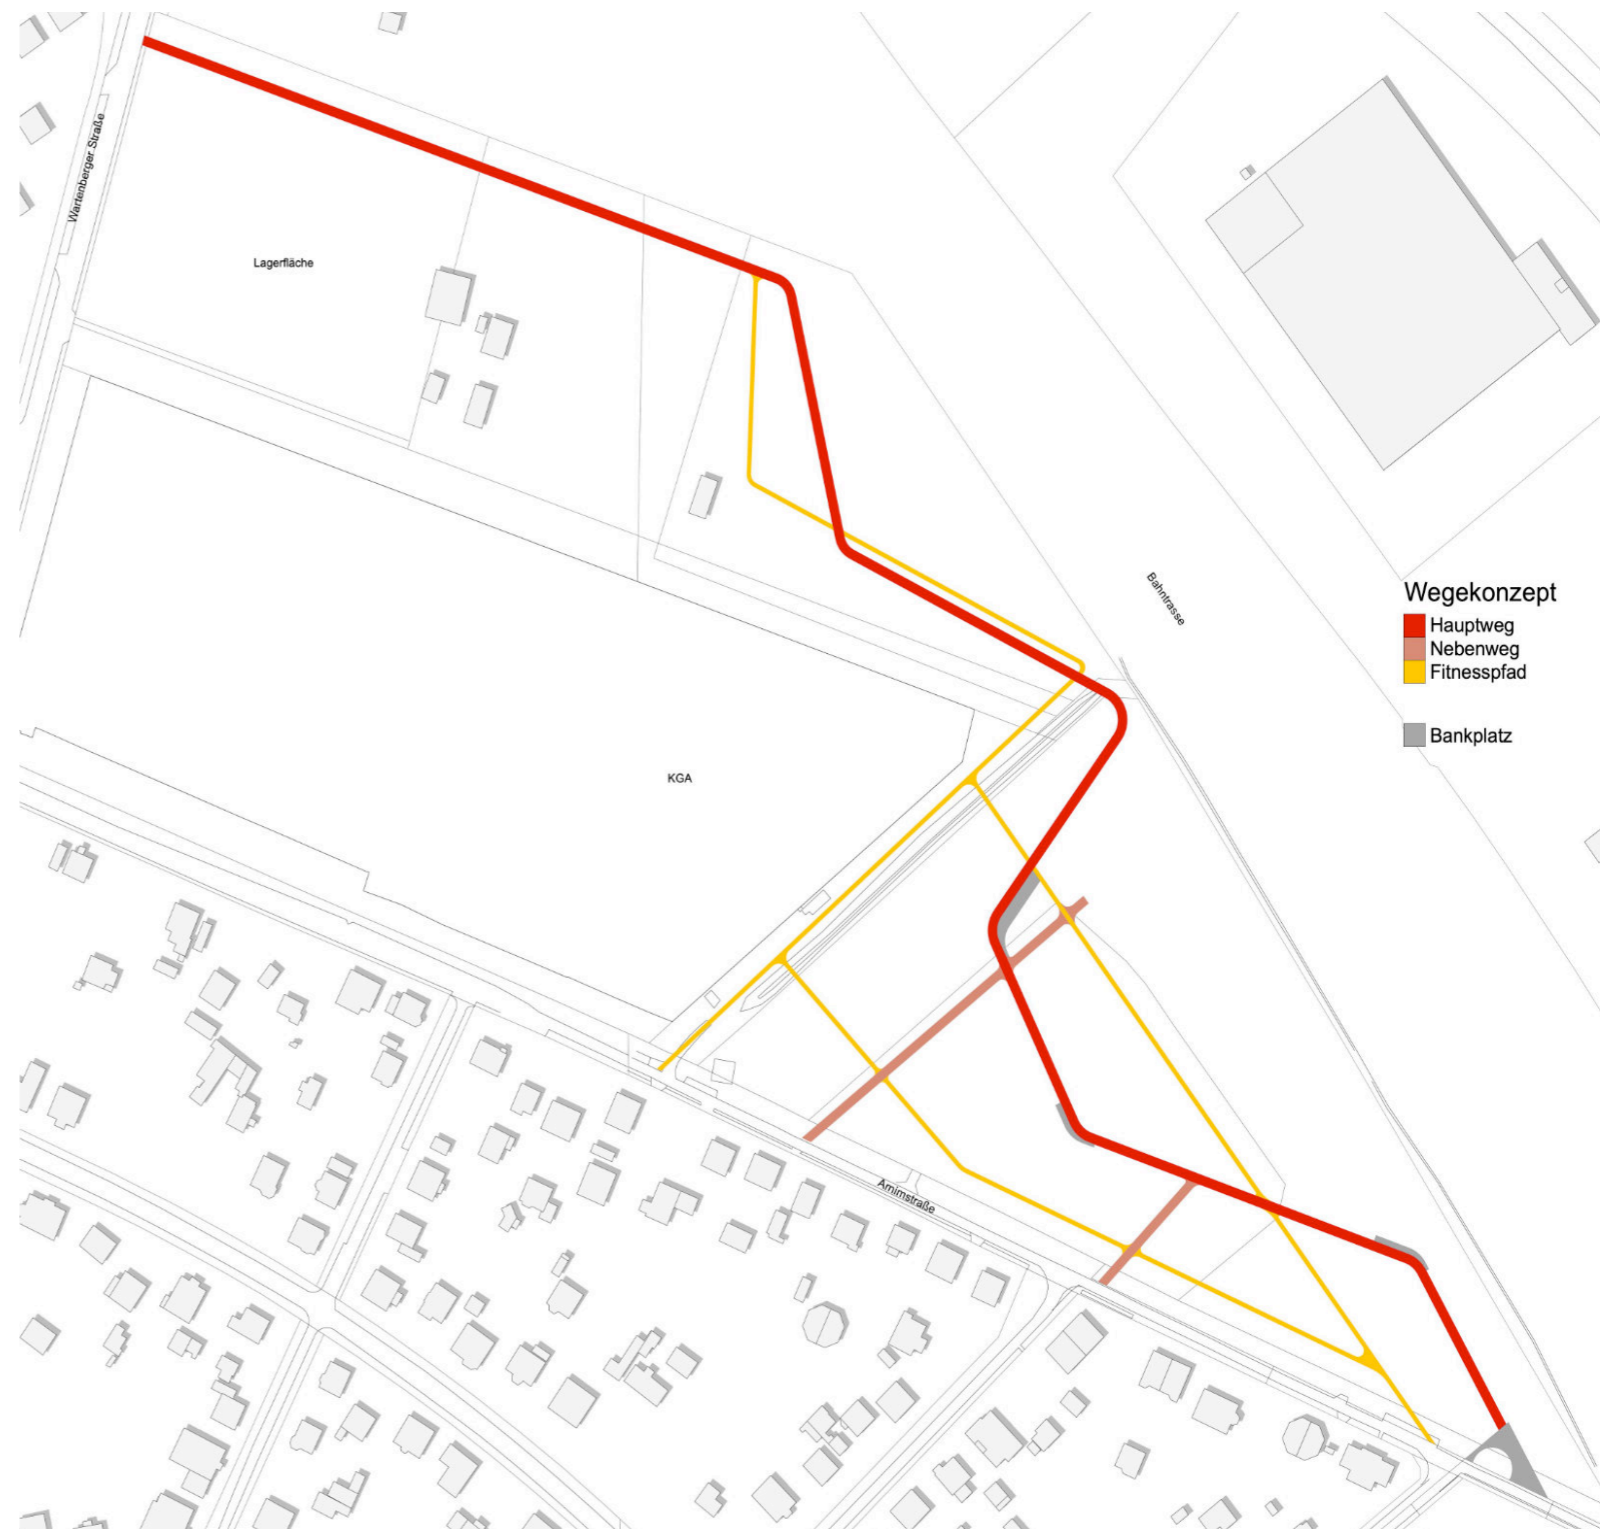 Wartenberger Straße
Lagerfläche
Bahntrasse
Wegekonzept
Hauptweg
Nebenweg
Fitnesspfad
Bankplatz
KGA
Arnimstraße